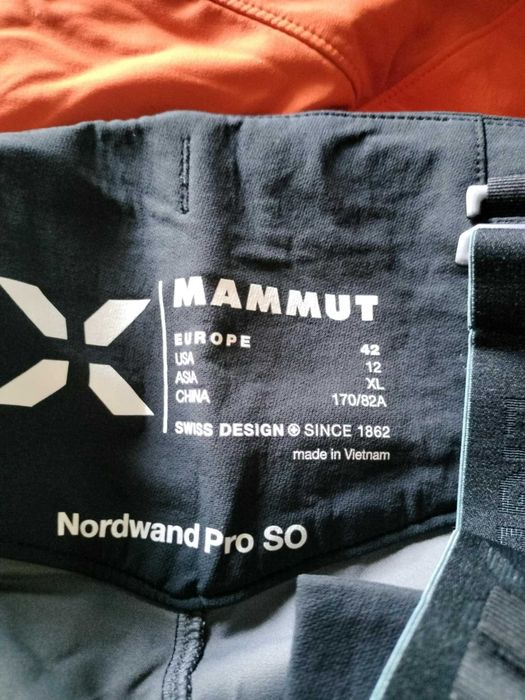 MAMMUT
EUROPE 42
USA 12
ASIA XL
CHINA 170/82A
SWISS DESIGN SINCE 1862
made in Vietnam
Nordwand Pro SO